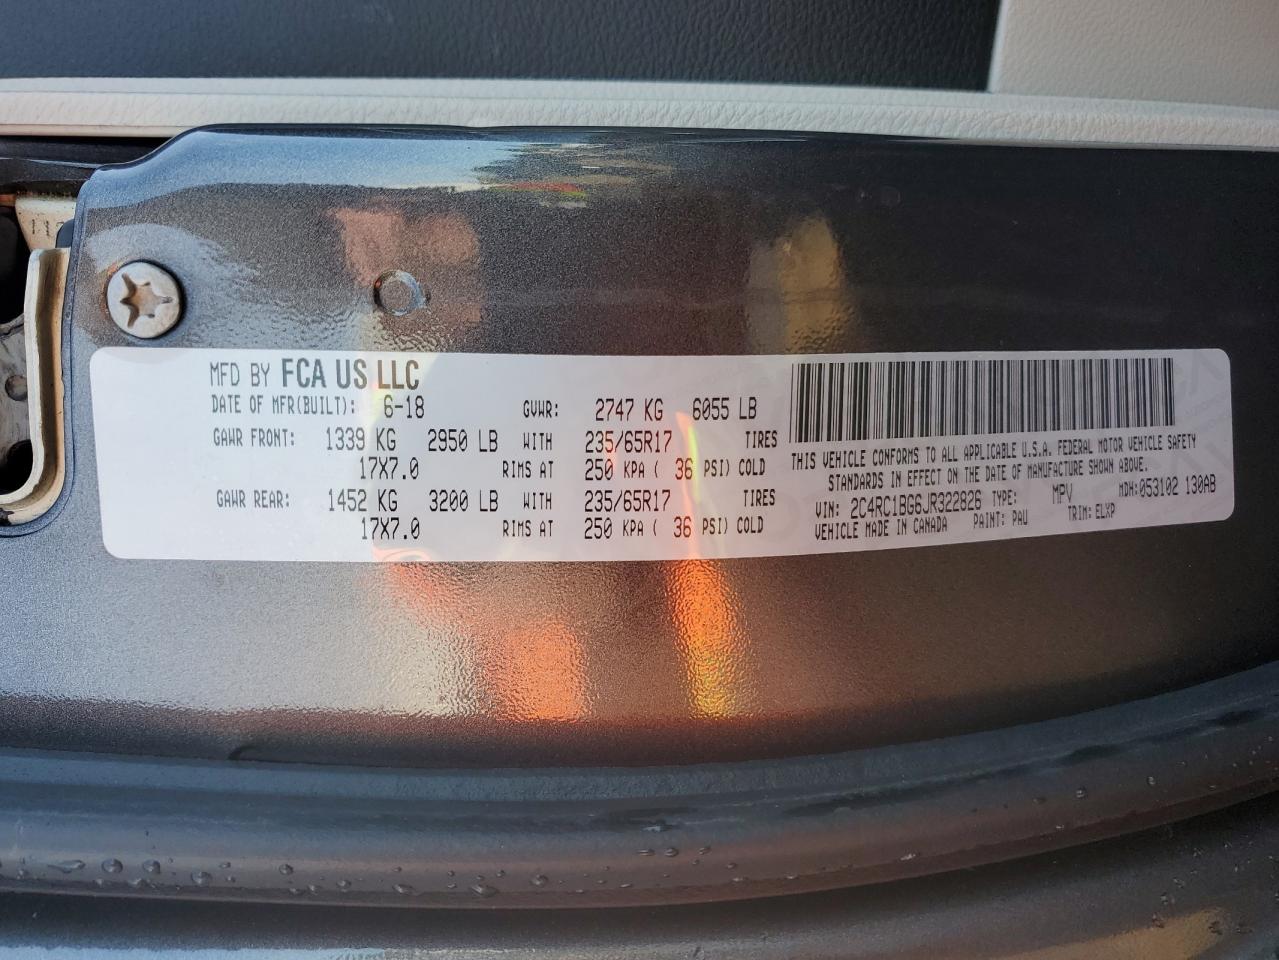 MFD BY FCA US LLC
DATE OF MFR(BUILT): 6-18 GVWR: 2747 KG 6055 LB
GAWR FRONT: 1339 KG 2950 LB WITH 235/65R17 TIRES
17X7.0 RIMS AT 250 KPA ( 36 PSI) COLD
GAWR REAR: 1452 KG 3200 LB WITH 235/65R17 TIRES
17X7.0 RIMS AT 250 KPA ( 36 PSI) COLD
THIS VEHICLE CONFORMS TO ALL APPLICABLE U.S.A. FEDERAL MOTOR VEHICLE SAFETY
STANDARDS IN EFFECT ON THE DATE OF MANUFACTURE SHOWN ABOVE.
VIN: 2C4RC1BG6JR322826 TYPE: MPV MDH:053102 130AB
VEHICLE MADE IN CANADA PAINT: PAU TRIM: ELXP